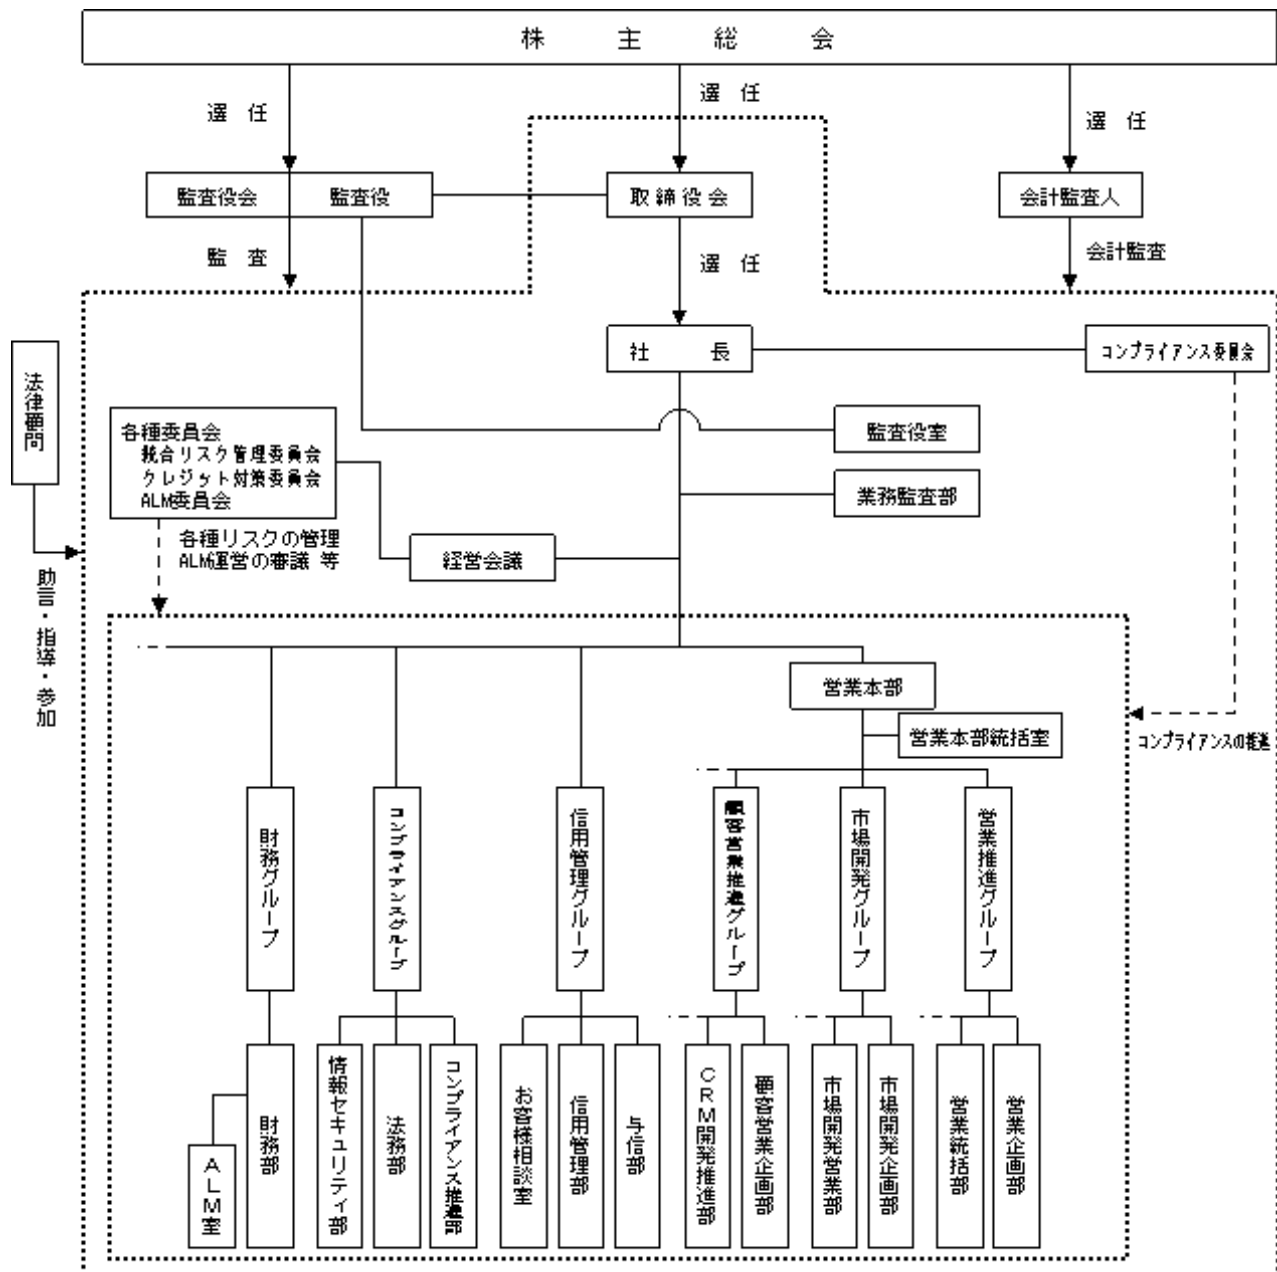 株主総会
選任
選任
選任
監査役会
監査役
取締役会
会計監査人
監査
選任
会計監査
社長
コンプライアンス委員会
法律顧問
各種委員会
統合リスク管理委員会
クレジット対策委員会
ALM委員会
監査役室
業務監査部
各種リスクの管理
ALM運営の審議 等
経営会議
助言・指導・参加
営業本部
営業本部統括室
コンプライアンスの推進
財務グループ
コンプライアンスグループ
信用管理グループ
顧客営業推進グループ
市場開発グループ
営業推進グループ
ALM室
財務部
情報セキュリティ部
法務部
コンプライアンス推進部
お客様相談室
信用管理部
与信部
CRM開発推進部
顧客営業企画部
市場開発営業部
市場開発企画部
営業統括部
営業企画部